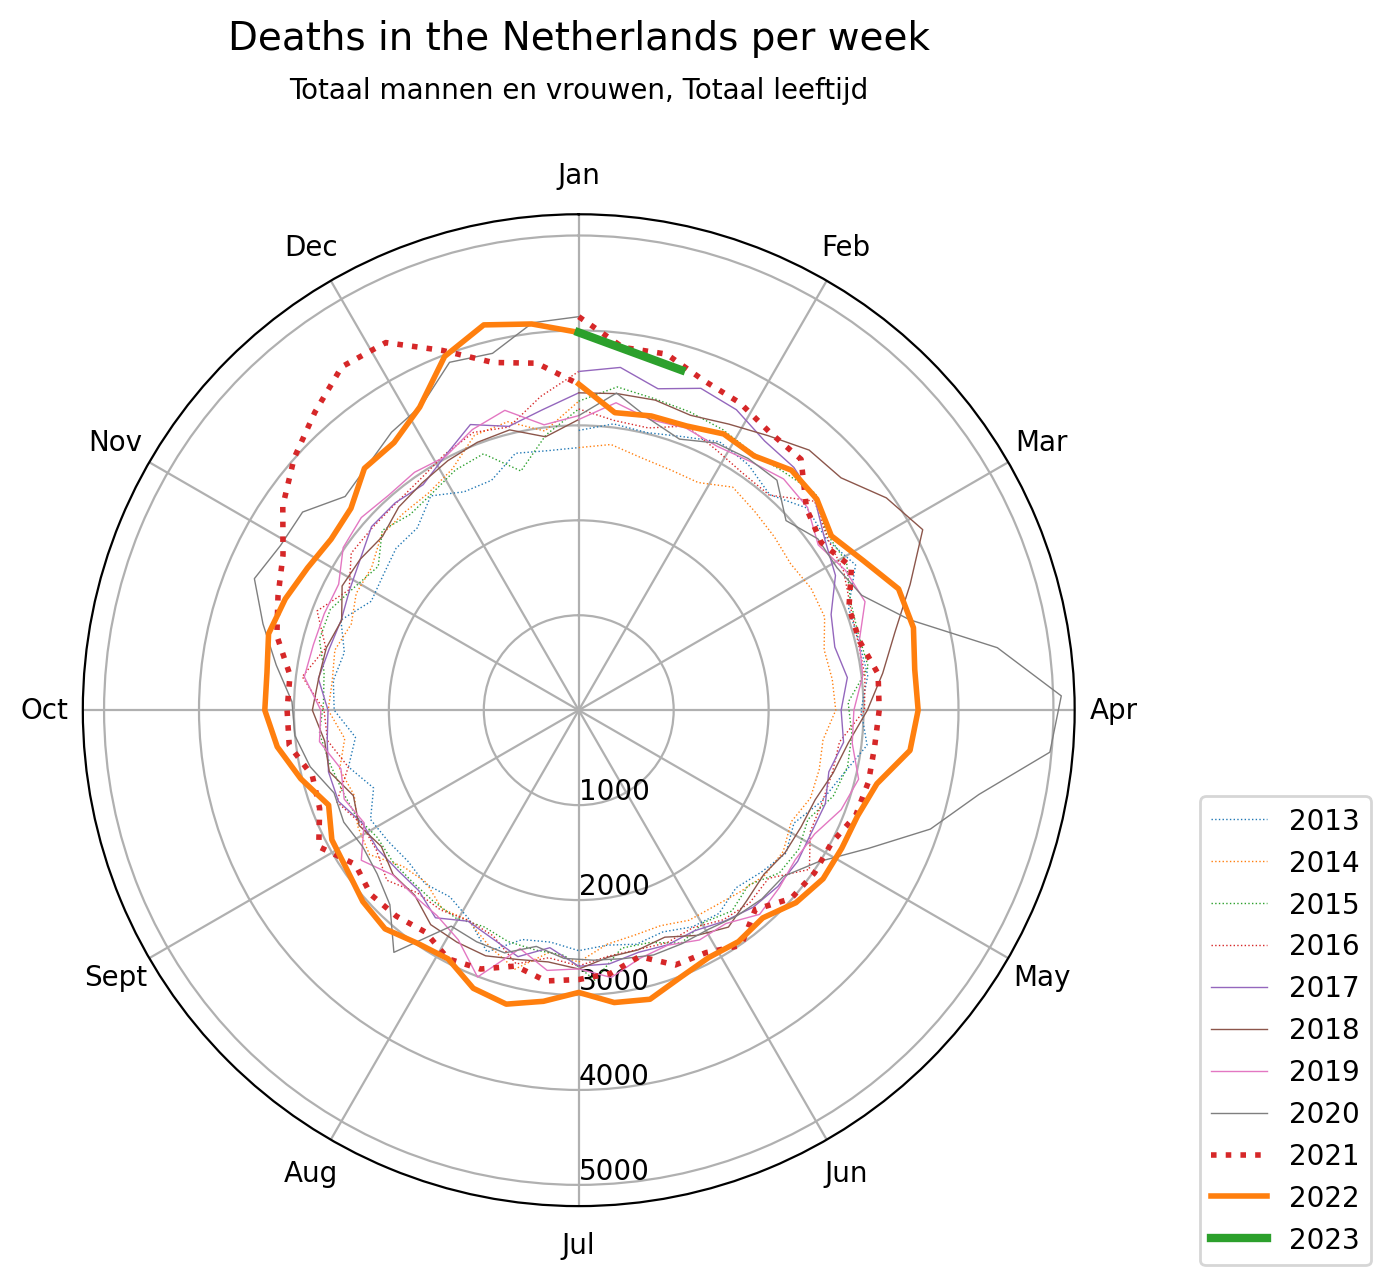 Deaths in the Netherlands per week
Totaal mannen en vrouwen, Totaal leeftijd
Jan
Dec
Feb
Nov
Mar
Oct
Apr
1000
2000
3000
4000
5000
Sept
May
Aug
Jun
Jul
2013
2014
2015
2016
2017
2018
2019
2020
2021
2022
2023